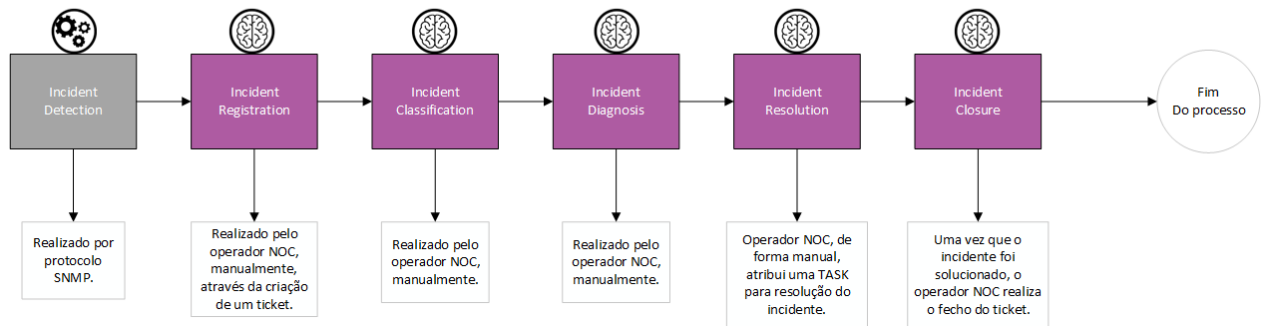 Incident
Detection
Incident
Registration
Incident
Classification
Incident
Diagnosis
Incident
Resolution
Incident
Closure
Fim
Do processo
Realizado por
protocolo
SNMP.
Realizado pelo
operador NOC,
manualmente,
através da criação
de um ticket.
Realizado pelo
operador NOC,
manualmente.
Realizado pelo
operador NOC,
manualmente.
Operador NOC, de
forma manual,
atribui uma TASK
para resolução do
incidente.
Uma vez que o
incidente foi
solucionado, o
operador NOC realiza
o fecho do ticket.